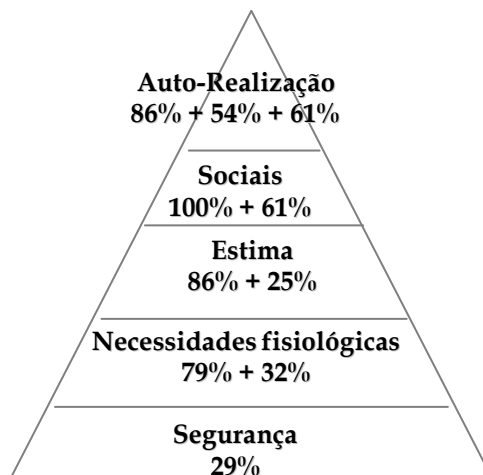 Auto-Realização
86% + 54% + 61%
Sociais
100% + 61%
Estima
86% + 25%
Necessidades fisiológicas
79% + 32%
Segurança
29%